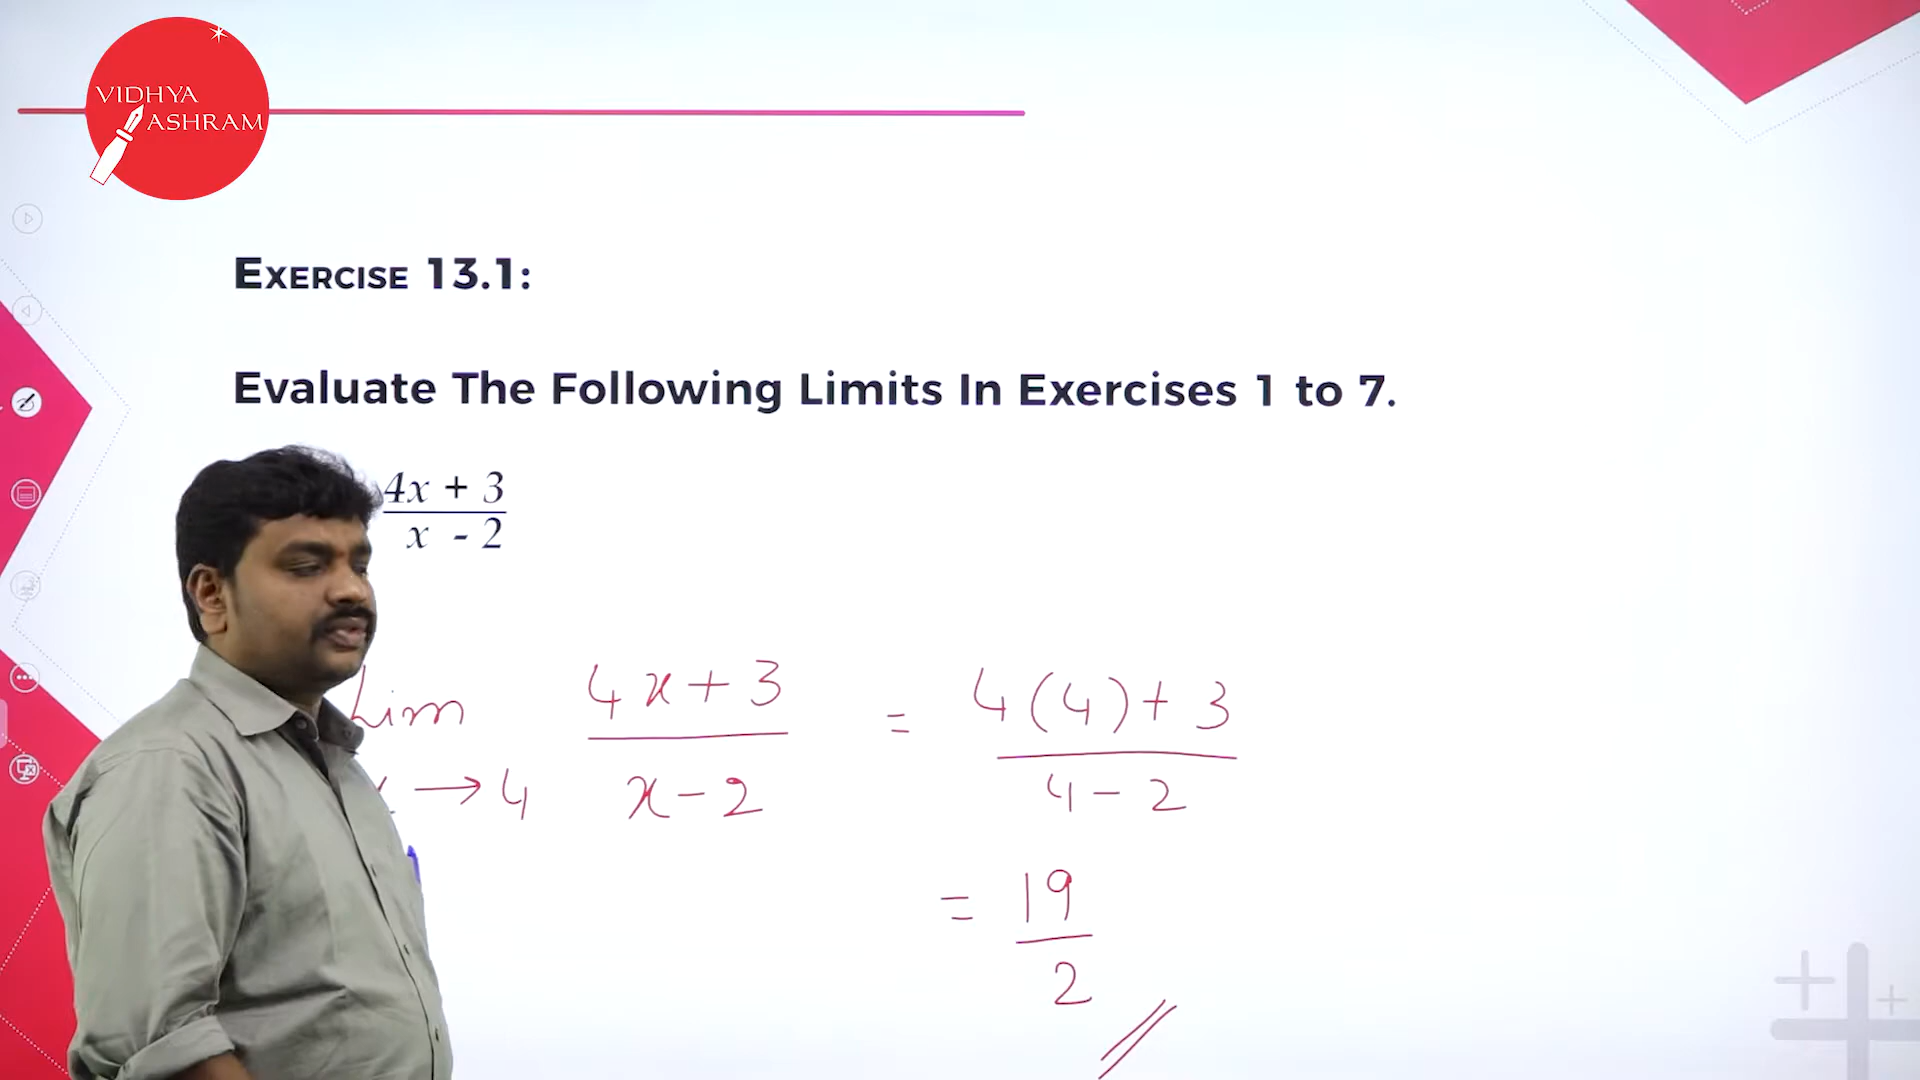 VIDHYA
ASHRAM
EXERCISE 13.1:
Evaluate The Following Limits In Exercises 1 to 7.
4x + 3
x - 2
Lim 4x+3 = 4(4)+3
→4 x-2 4-2
= 19
2